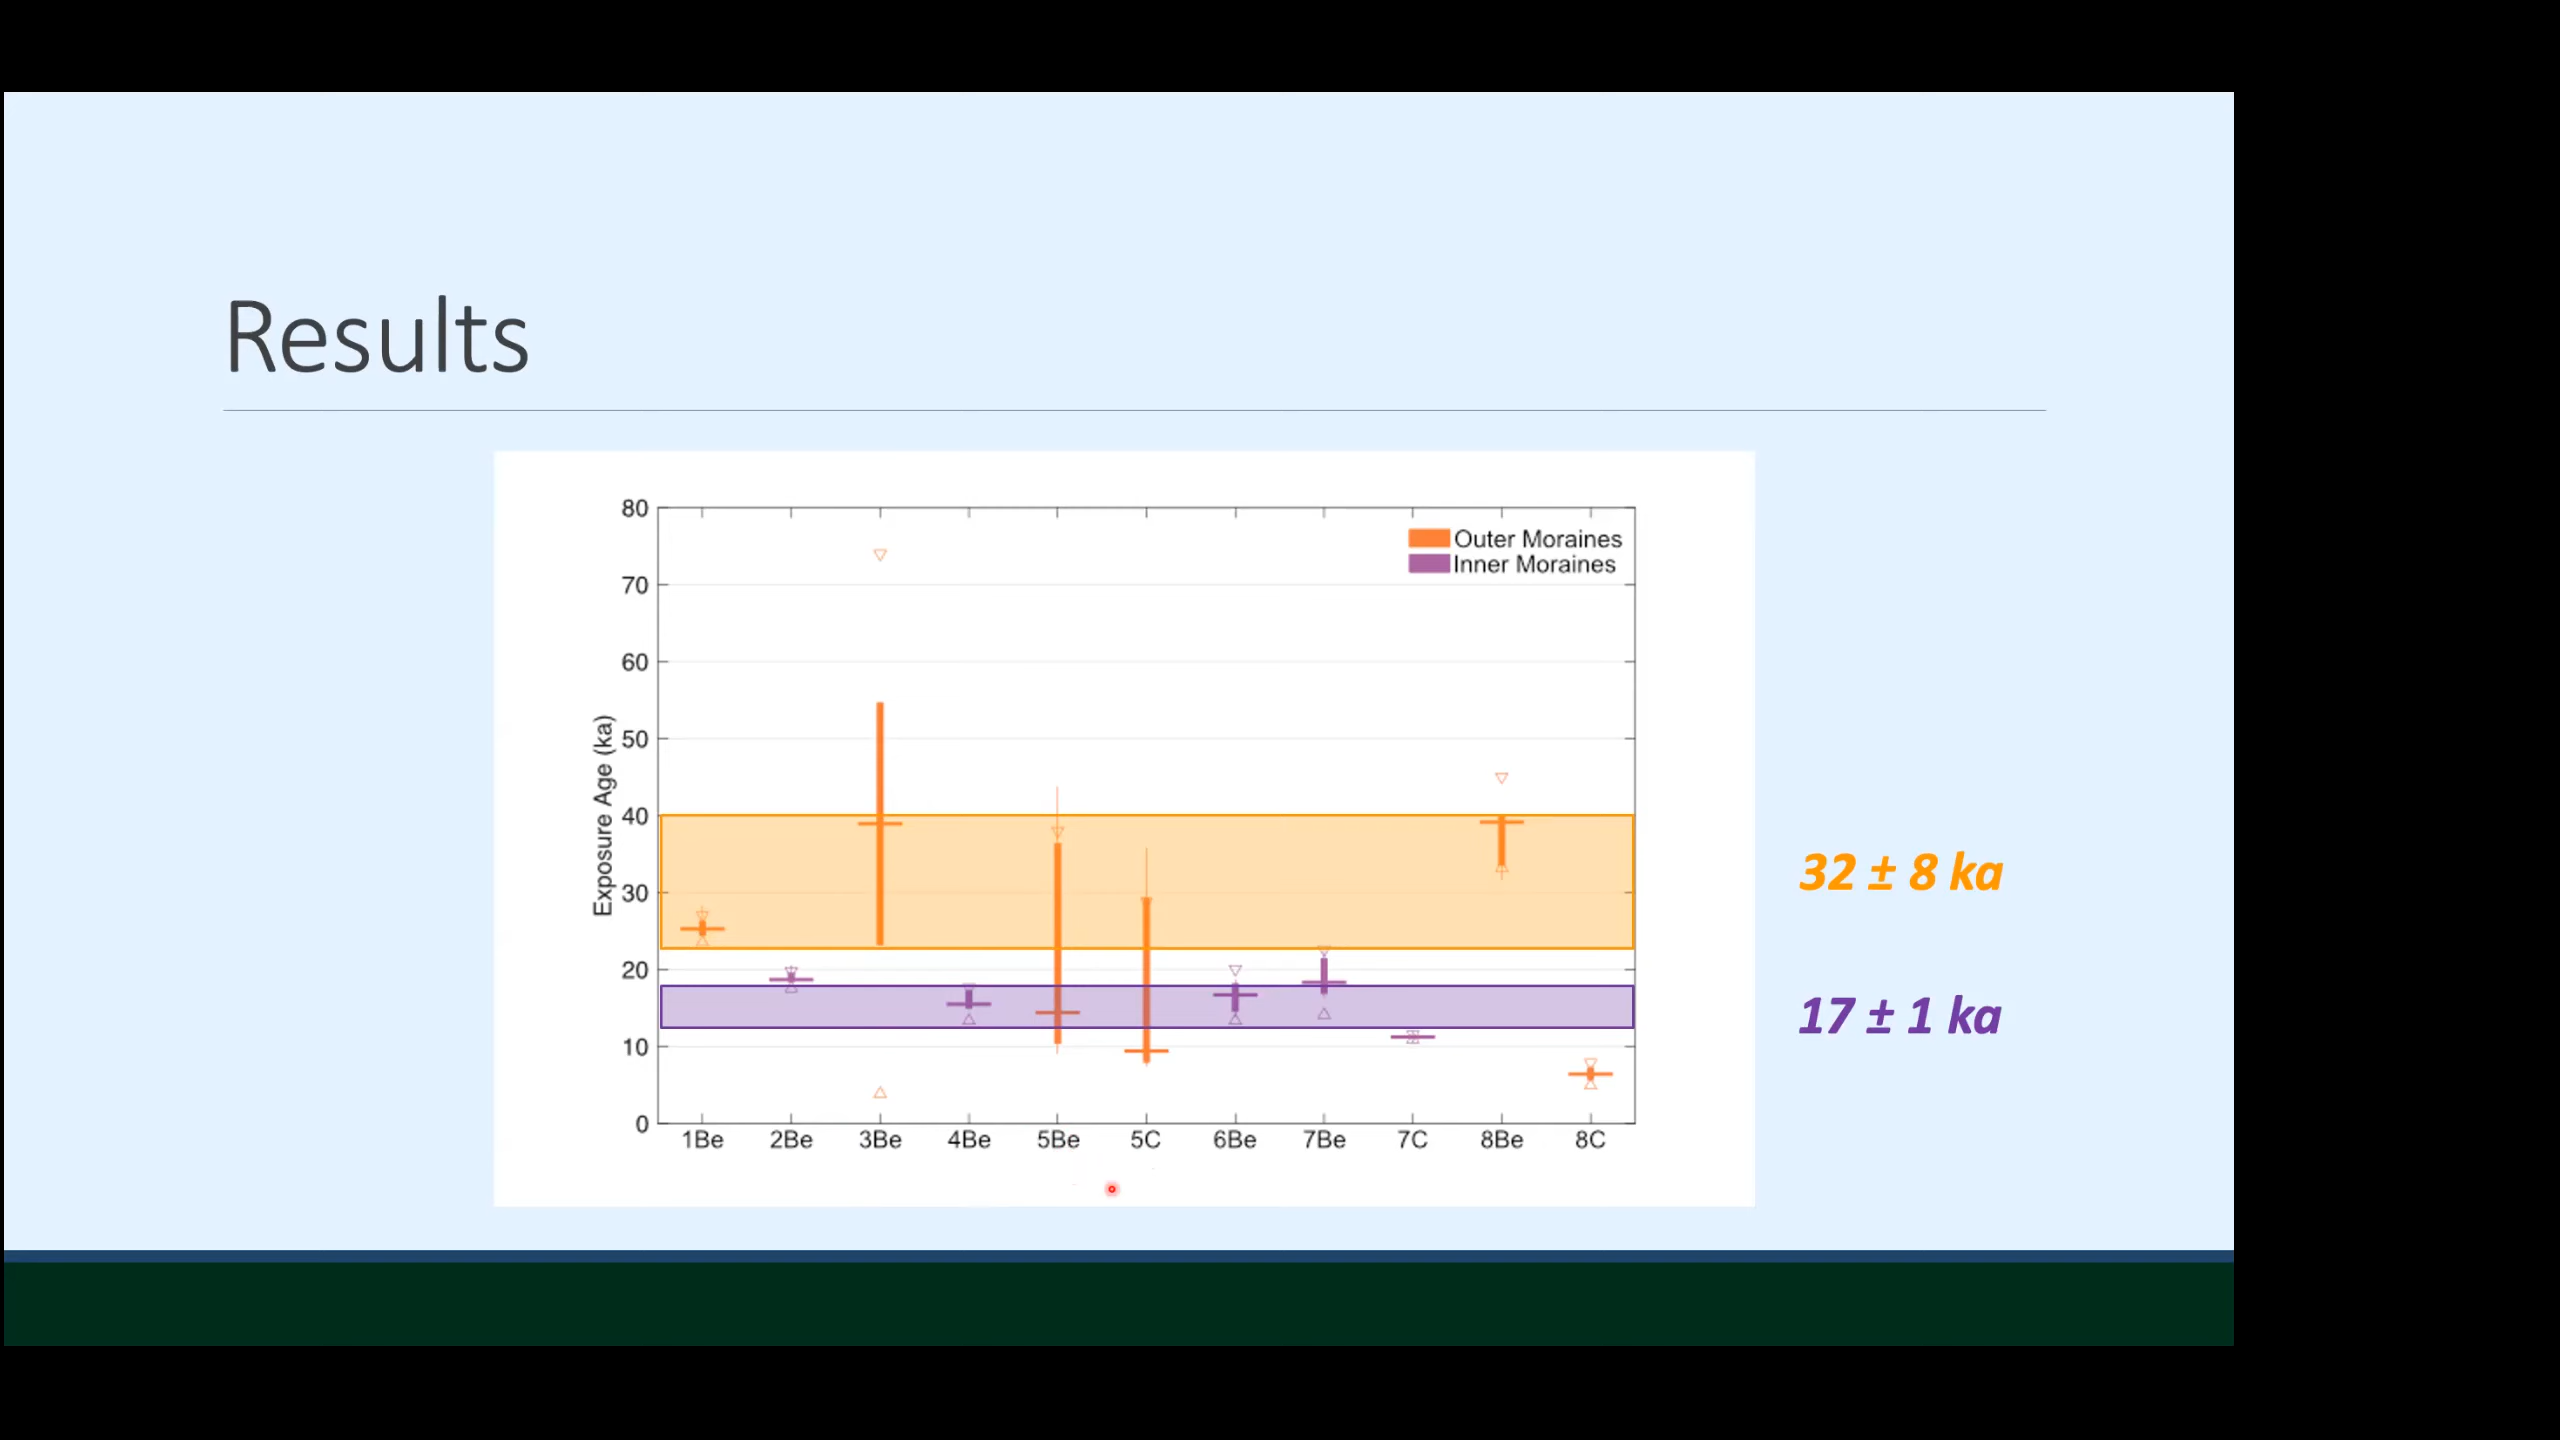 Results
80
70
60
50
40
30
20
10
0
Exposure Age (ka)
Outer Moraines
Inner Moraines
1Be 2Be 3Be 4Be 5Be 5C 6Be 7Be 7C 8Be 8C
32 ± 8 ka
17 ± 1 ka